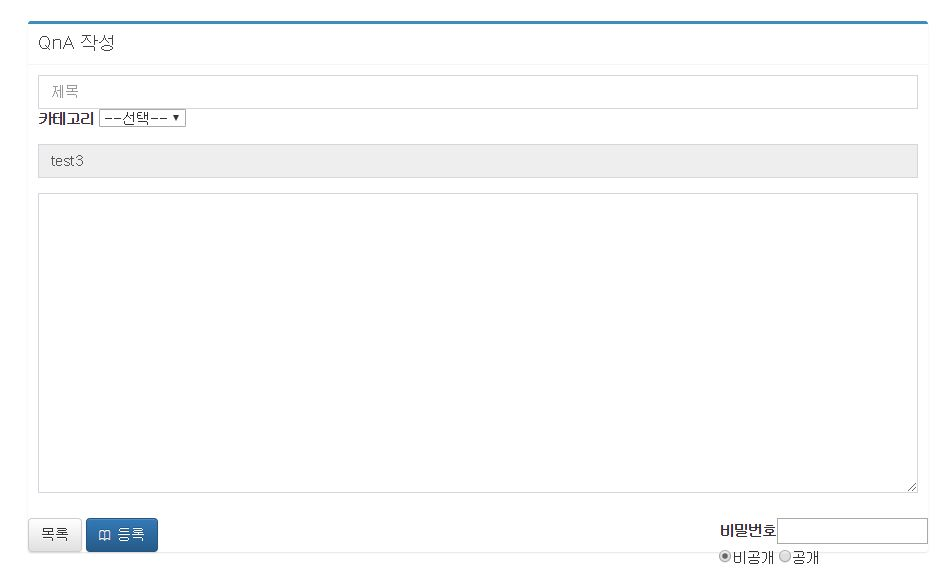 QnA 작성
제목
카테고리 --선택--
test3
목록 등록 비밀번호
비공개 공개